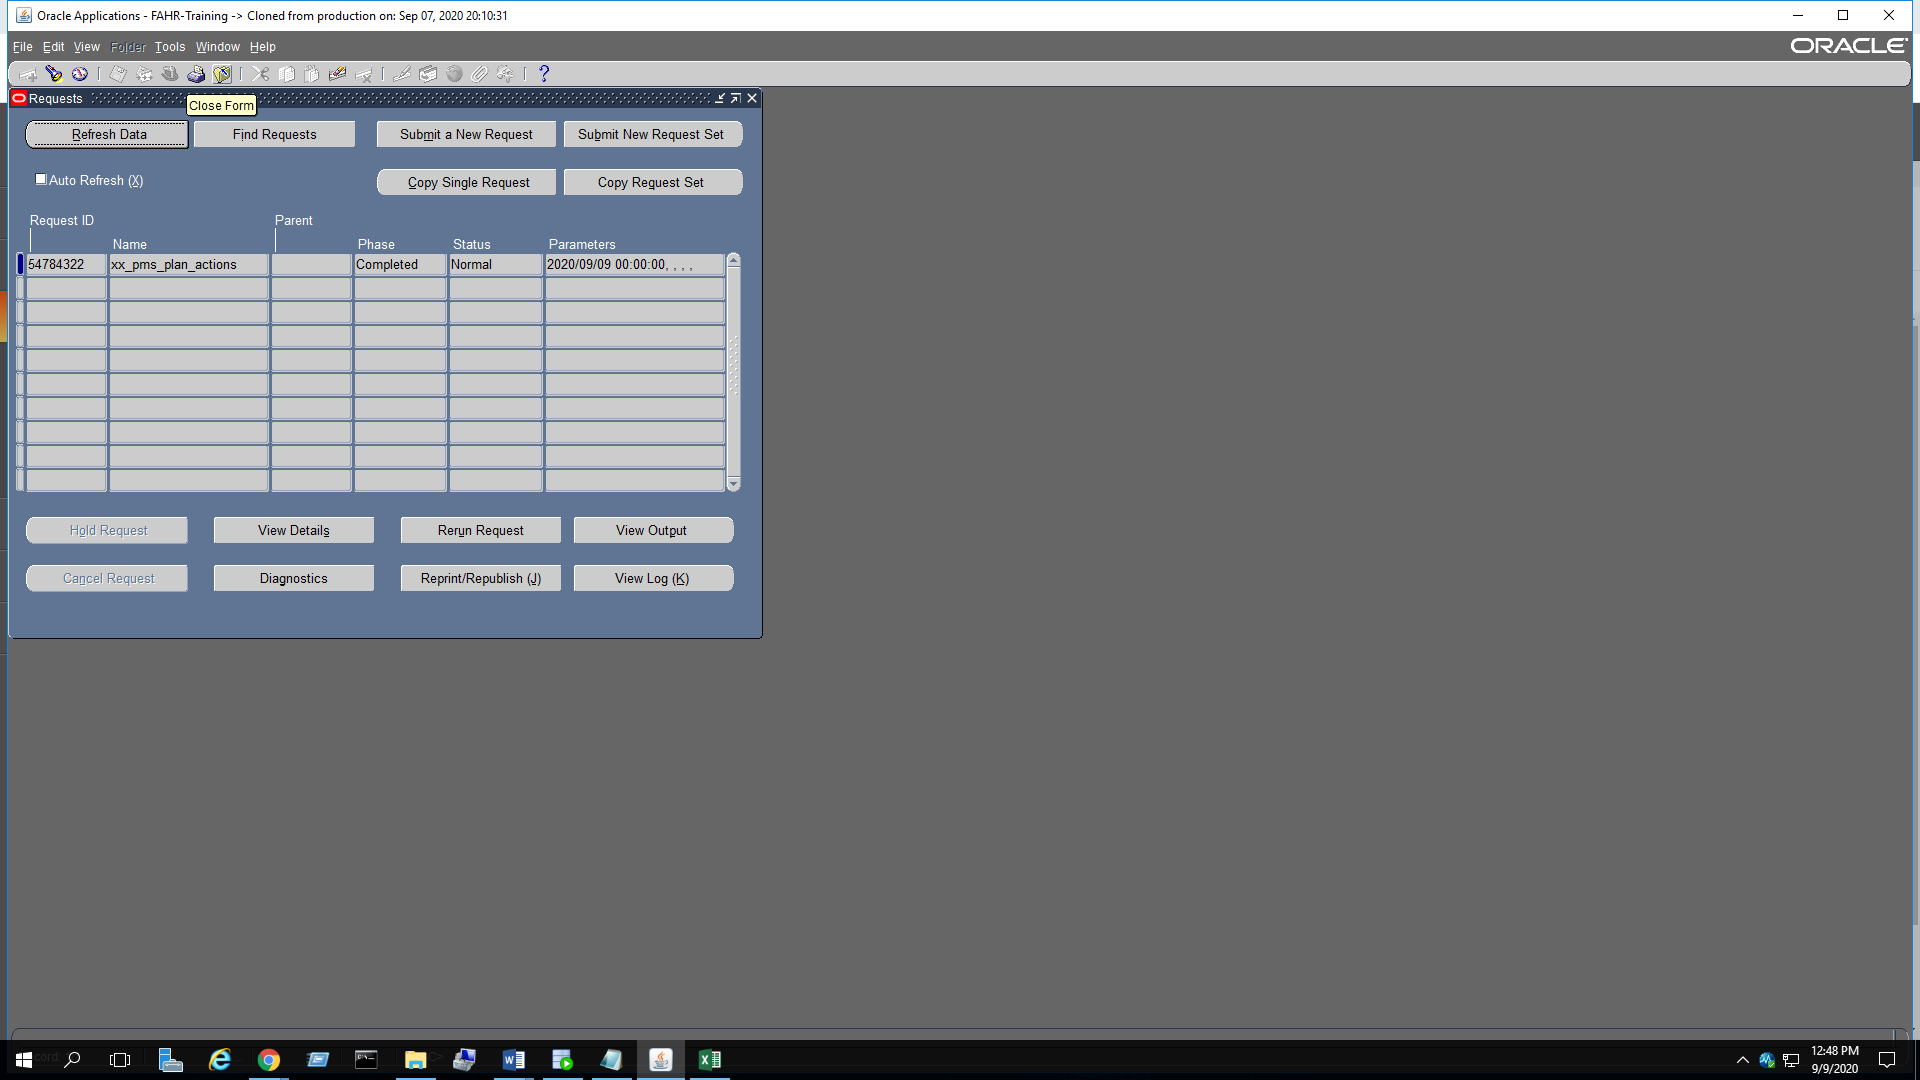 Oracle Applications - FAHR-Training -> Cloned from production on: Sep 07, 2020 20:10:31
File Edit View Folder Tools Window Help
ORACLE
Requests
Close Form
Refresh Data Find Requests Submit a New Request Submit New Request Set
Auto Refresh (X) Copy Single Request Copy Request Set
Request ID Parent
Name Phase Status Parameters
54784322 xx_pms_plan_actions Completed Normal 2020/09/09 00:00:00, , , ,
Hold Request View Details Rerun Request View Output
Cancel Request Diagnostics Reprint/Republish (J) View Log (K)
12:48 PM
9/9/2020